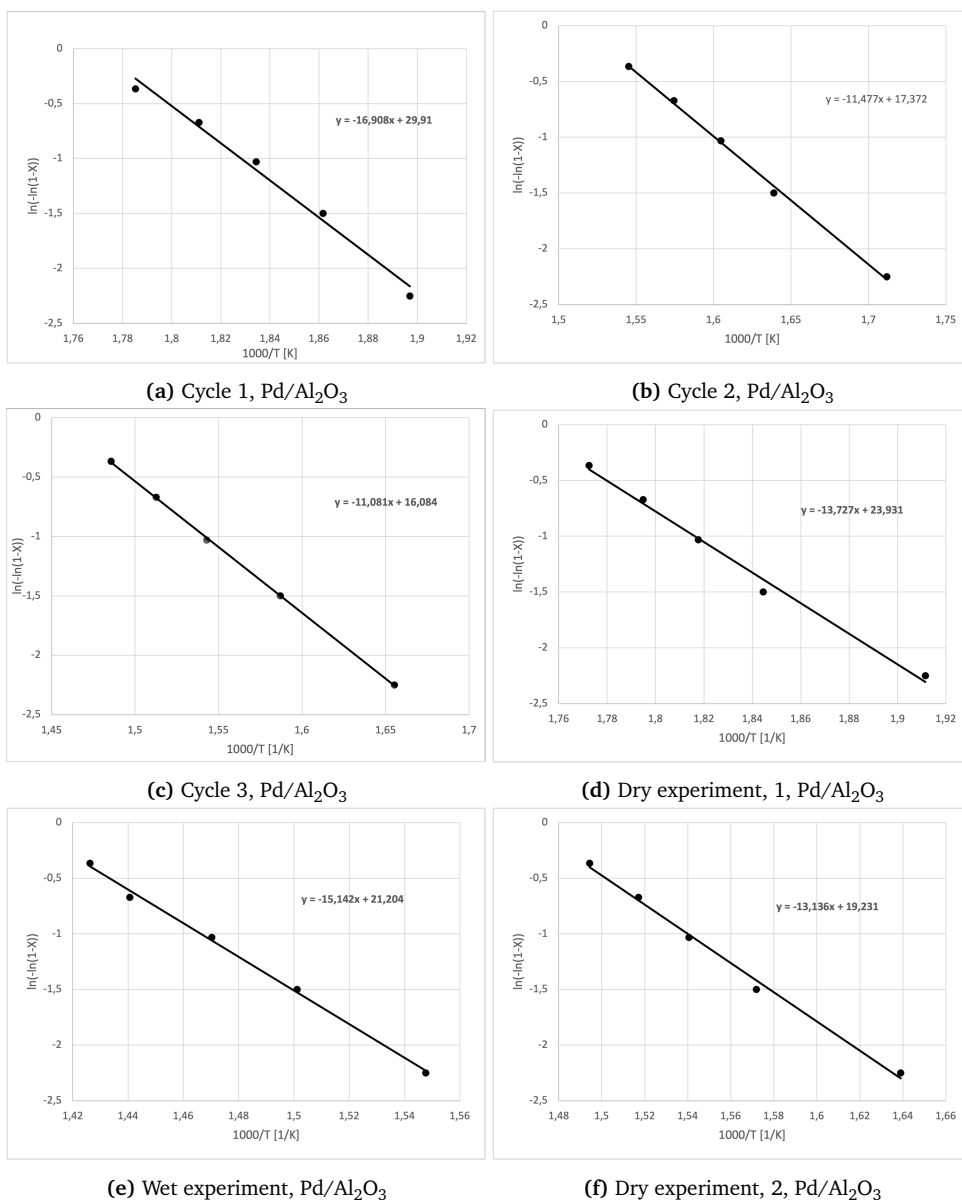 0
-0,5
-1
-1,5
-2
-2,5
ln(-ln(1-X))
y = -16,908x + 29,91
1,76 1,78 1,8 1,82 1,84 1,86 1,88 1,9 1,92
1000/T [K]
(a) Cycle 1, Pd/Al₂O₃
0
-0,5
-1
-1,5
-2
-2,5
ln(-ln(1-X))
y = -11,477x + 17,372
1,5 1,55 1,6 1,65 1,7 1,75
1000/T [K]
(b) Cycle 2, Pd/Al₂O₃
0
-0,5
-1
-1,5
-2
-2,5
ln(-ln(1-X))
y = -11,081x + 16,084
1,45 1,5 1,55 1,6 1,65 1,7
1000/T [1/K]
(c) Cycle 3, Pd/Al₂O₃
0
-0,5
-1
-1,5
-2
-2,5
ln(-ln(1-X))
y = -13,727x + 23,931
1,76 1,78 1,8 1,82 1,84 1,86 1,88 1,9 1,92
1000/T [1/K]
(d) Dry experiment, 1, Pd/Al₂O₃
0
-0,5
-1
-1,5
-2
-2,5
ln(-ln(1-X))
y = -15,142x + 21,204
1,42 1,44 1,46 1,48 1,5 1,52 1,54 1,56
1000/T [1/K]
(e) Wet experiment, Pd/Al₂O₃
0
-0,5
-1
-1,5
-2
-2,5
ln(-ln(1-X))
y = -13,136x + 19,231
1,48 1,5 1,52 1,54 1,56 1,58 1,6 1,62 1,64 1,66
1000/T [1/K]
(f) Dry experiment, 2, Pd/Al₂O₃